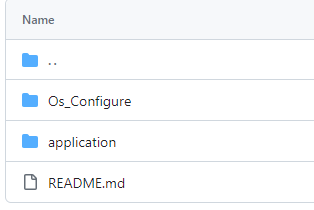 Name
..
Os_Configure
application
README.md